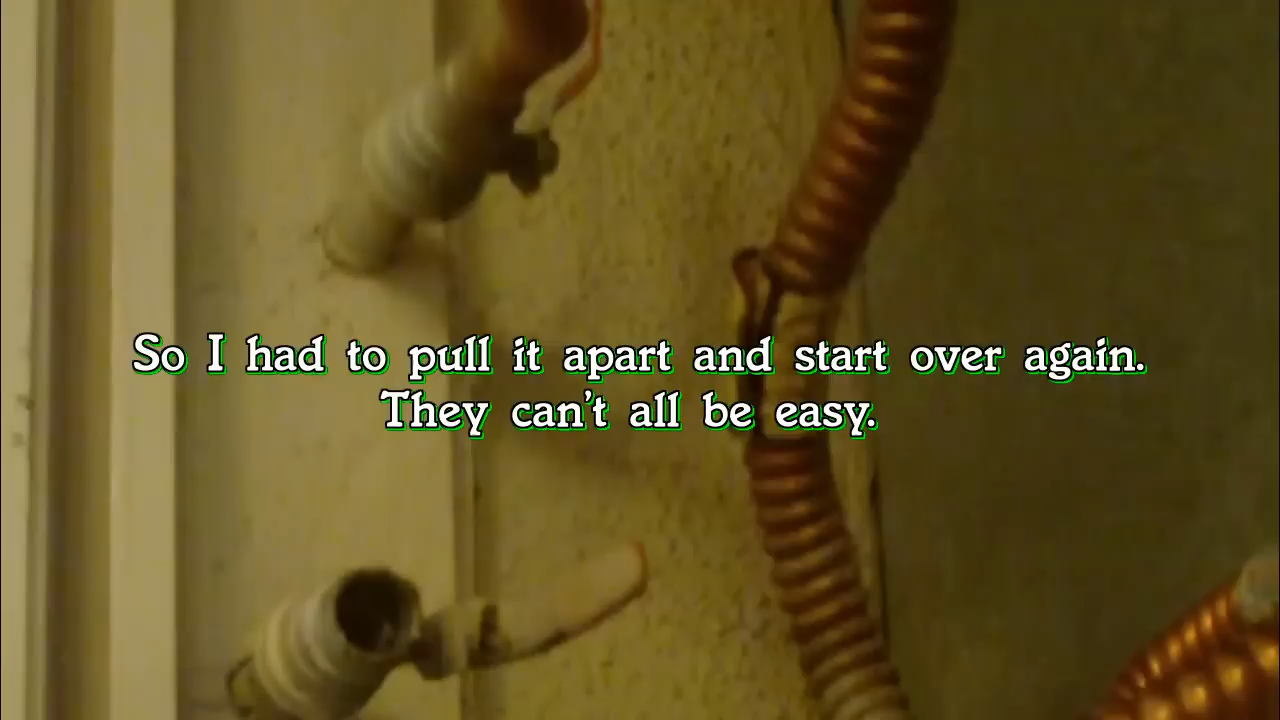 So I had to pull it apart and start over again.
They can't all be easy.